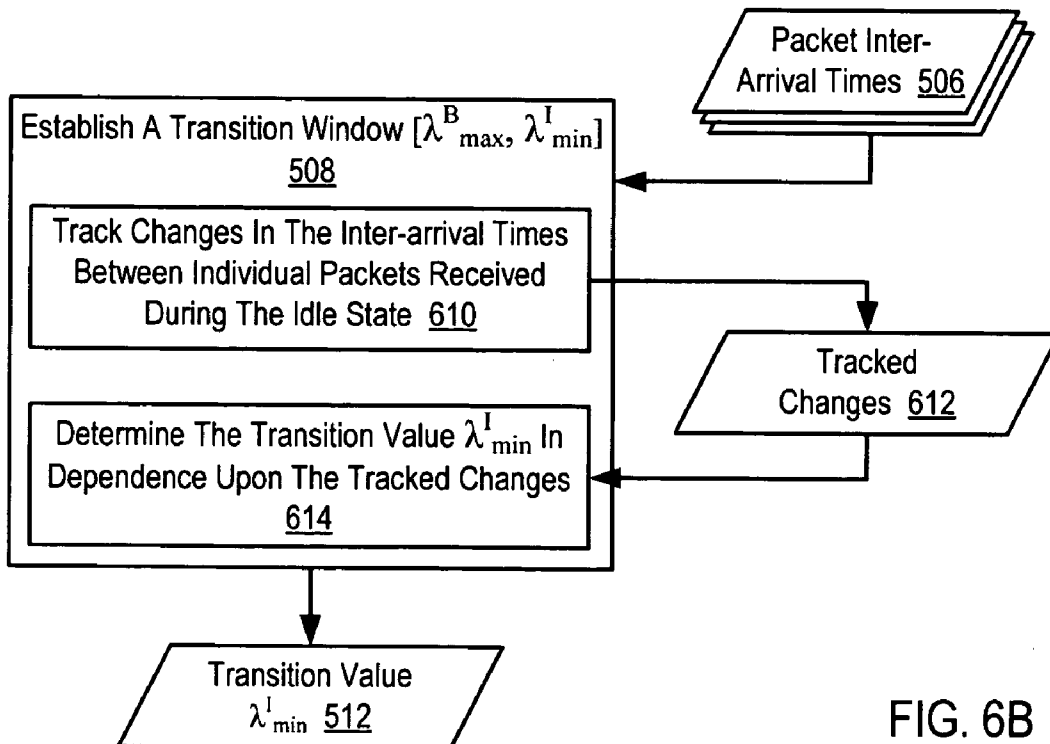 Packet Inter-
Arrival Times 506
Establish A Transition Window [λ^B_max, λ^I_min]
508
Track Changes In The Inter-arrival Times
Between Individual Packets Received
During The Idle State 610
Tracked
Changes 612
Determine The Transition Value λ^I_min In
Dependence Upon The Tracked Changes
614
Transition Value
λ^I_min 512
FIG. 6B